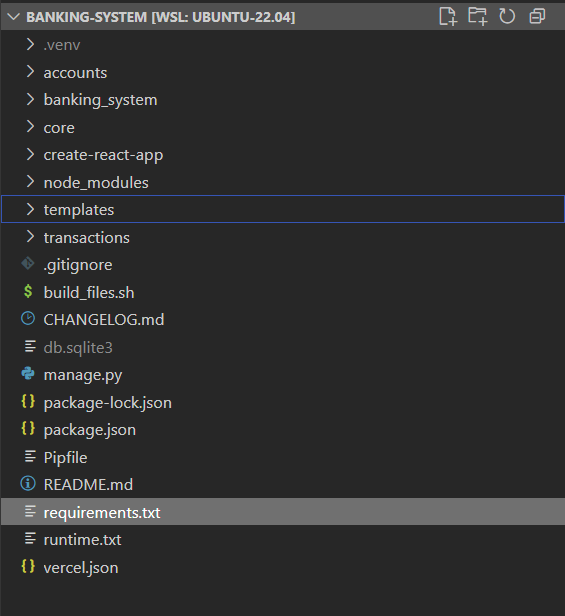 BANKING-SYSTEM [WSL: UBUNTU-22.04]
.venv
accounts
banking_system
core
create-react-app
node_modules
templates
transactions
.gitignore
$ build_files.sh
CHANGELOG.md
db.sqlite3
manage.py
{} package-lock.json
{} package.json
Pipfile
README.md
requirements.txt
runtime.txt
{} vercel.json